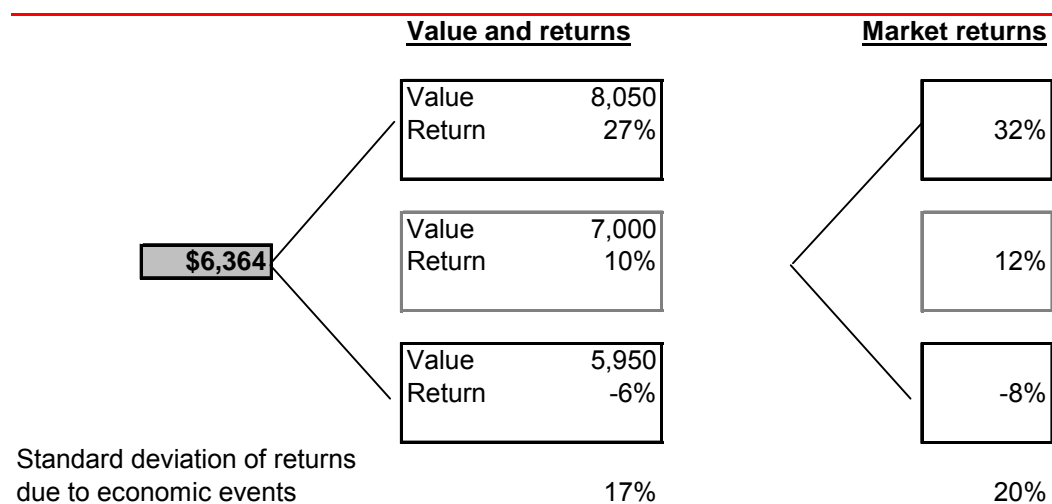 Value and returns Market returns
Value 8,050
Return 27% 32%
Value 7,000
$6,364 Return 10% 12%
Value 5,950
Return -6% -8%
Standard deviation of returns
due to economic events 17% 20%